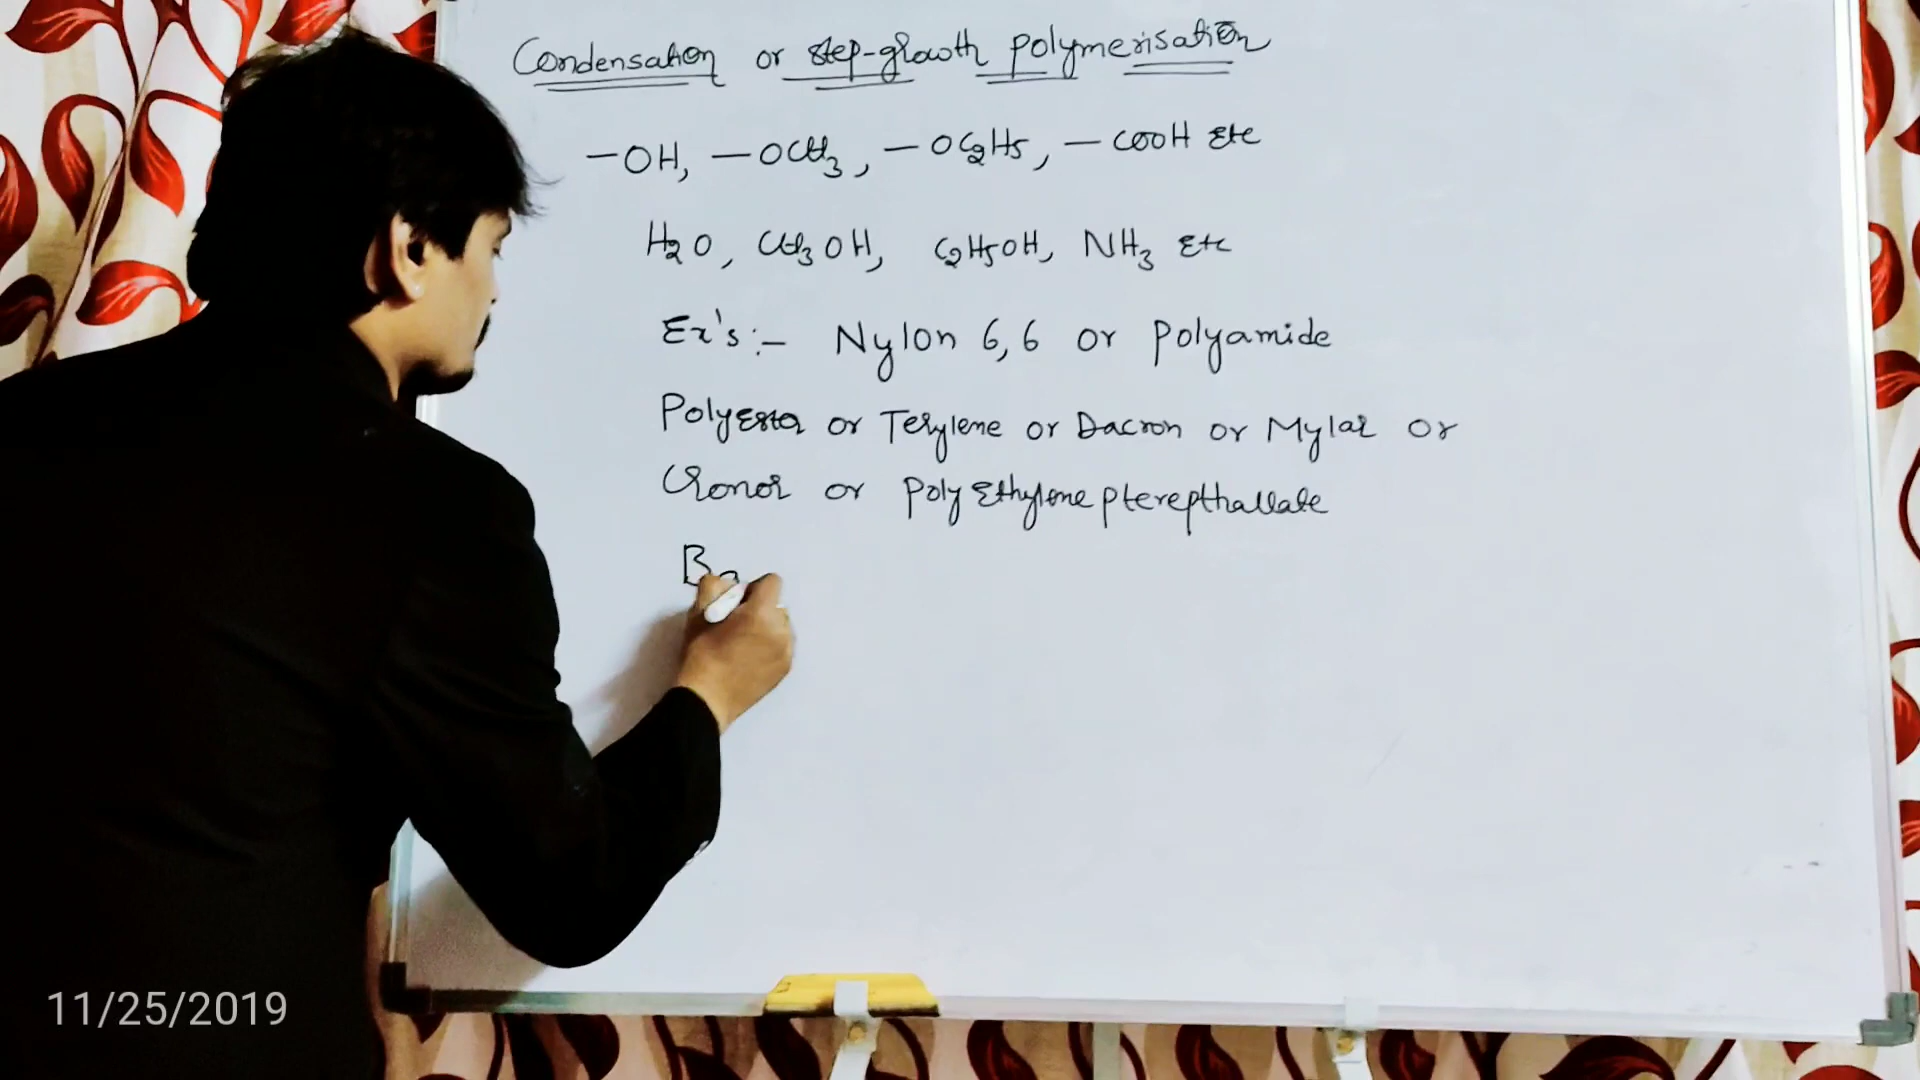 Condensation or step-growth polymerisation
-OH, -OCH3, -OC2H5, -COOH Etc
H2O, CH3OH, C2H5OH, NH3 Etc
Ex's:- Nylon 6,6 or Polyamide
Polyester or Terylene or Dacron or Mylar or
Cronor or Poly Ethylene pterepthallate
Ba
11/25/2019